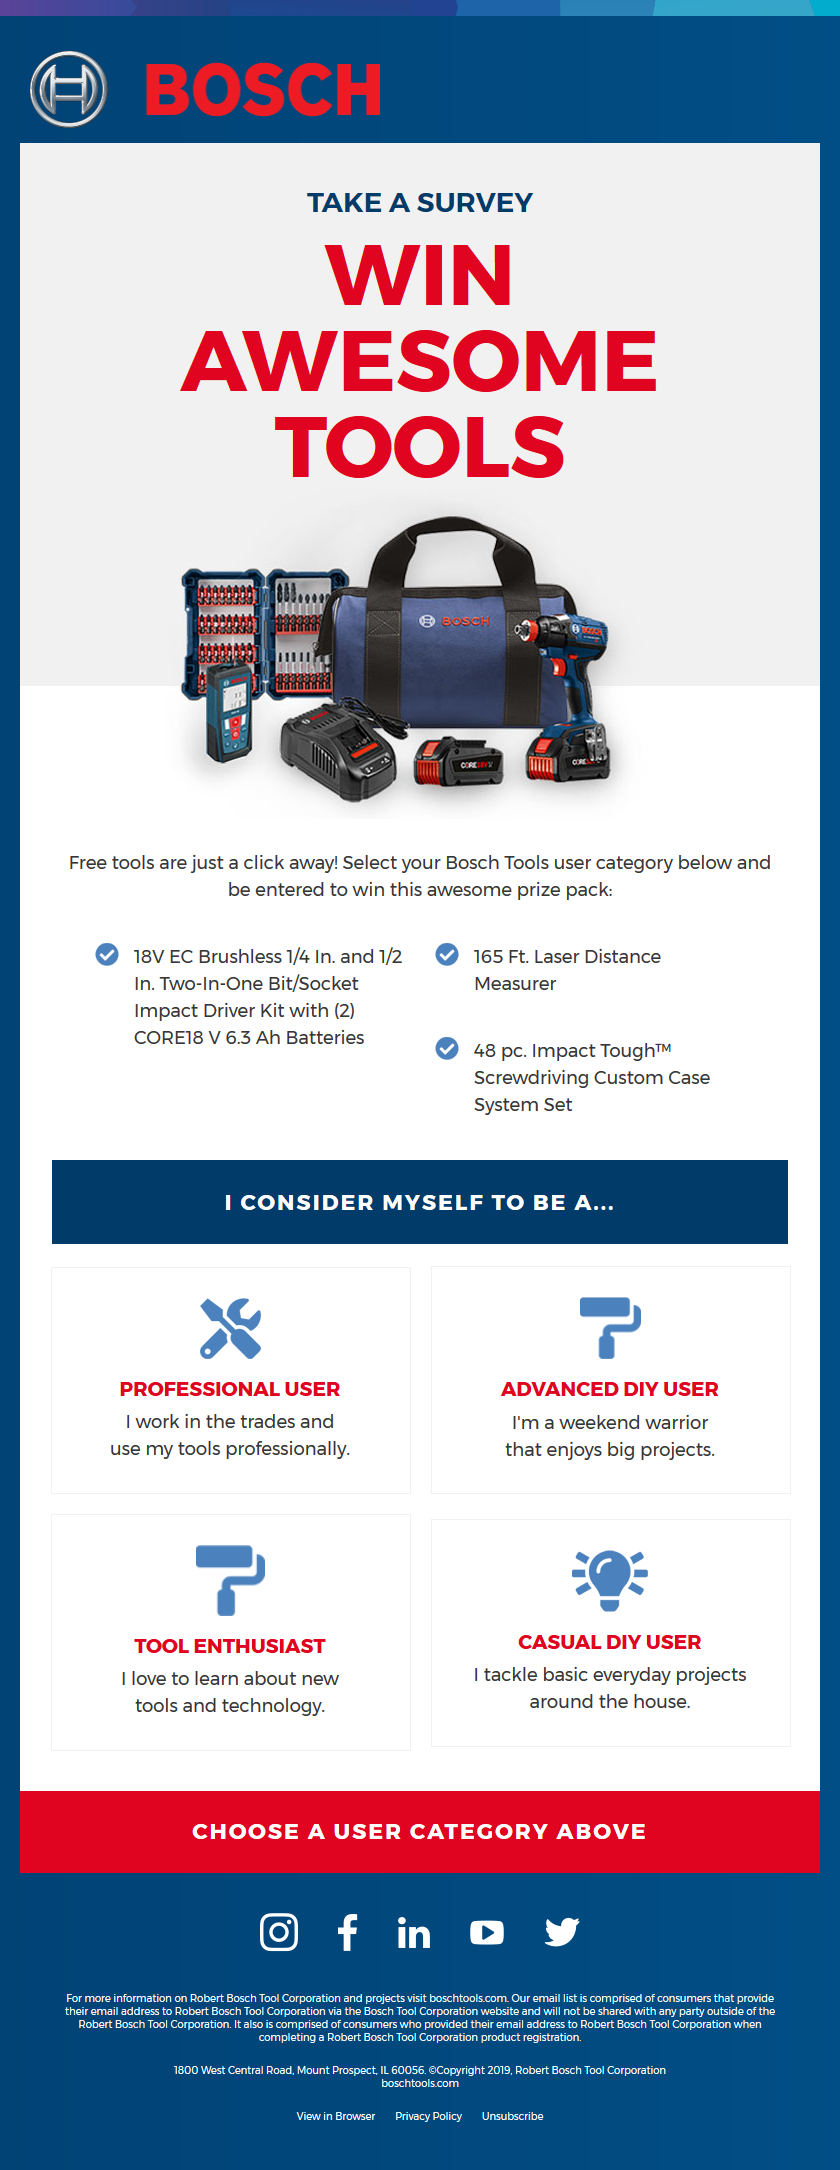 BOSCH
TAKE A SURVEY
WIN
AWESOME
TOOLS
BOSCH
BOSCH
CORE18V
Free tools are just a click away! Select your Bosch Tools user category below and
be entered to win this awesome prize pack:
18V EC Brushless 1/4 In. and 1/2
In. Two-In-One Bit/Socket
Impact Driver Kit with (2)
CORE18 V 6.3 Ah Batteries
165 Ft. Laser Distance
Measurer
48 pc. Impact Tough™
Screwdriving Custom Case
System Set
I CONSIDER MYSELF TO BE A...
PROFESSIONAL USER
I work in the trades and
use my tools professionally.
ADVANCED DIY USER
I'm a weekend warrior
that enjoys big projects.
TOOL ENTHUSIAST
I love to learn about new
tools and technology.
CASUAL DIY USER
I tackle basic everyday projects
around the house.
CHOOSE A USER CATEGORY ABOVE
For more information on Robert Bosch Tool Corporation and projects visit boschtools.com. Our email list is comprised of consumers that provide
their email address to Robert Bosch Tool Corporation via the Bosch Tool Corporation website and will not be shared with any party outside of the
Robert Bosch Tool Corporation. It also is comprised of consumers who provided their email address to Robert Bosch Tool Corporation when
completing a Robert Bosch Tool Corporation product registration.
1800 West Central Road, Mount Prospect, IL 60056. ©Copyright 2019, Robert Bosch Tool Corporation
boschtools.com
View in Browser Privacy Policy Unsubscribe